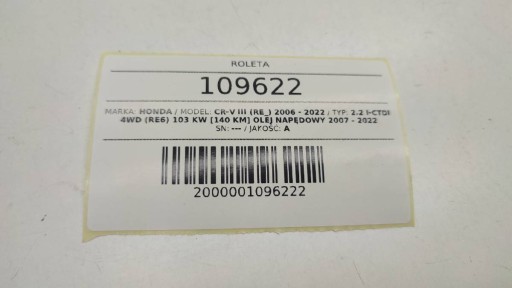 ROLETA
109622
MARKA: HONDA / MODEL: CR-V III (RE_) 2006 - 2022 / TYP: 2.2 i-CTDi
4WD (RE6) 103 KW [140 KM] OLEJ NAPĘDOWY 2007 - 2022
SN: --- / JAKOŚĆ: A
2000001096222